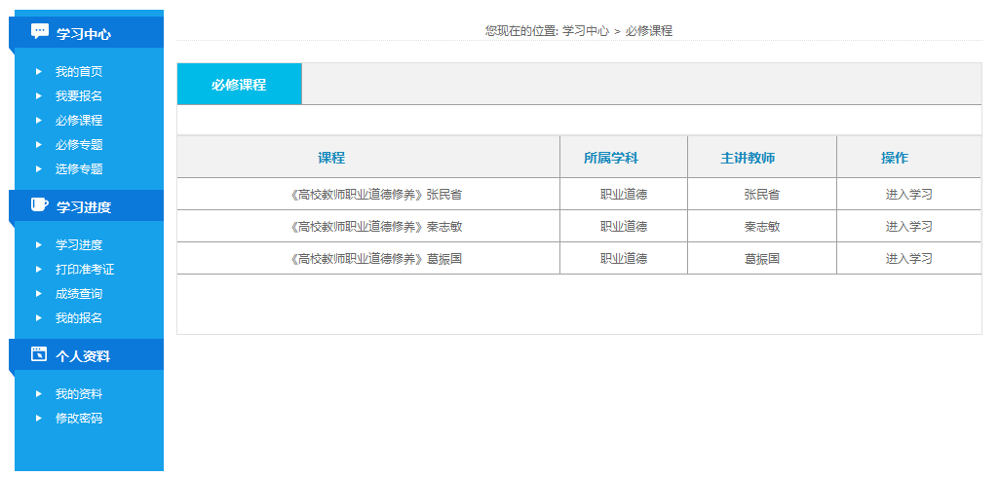 学习中心
我的首页
我要报名
必修课程
必修专题
选修专题
学习进度
学习进度
打印准考证
成绩查询
我的报名
个人资料
我的资料
修改密码
您现在的位置: 学习中心 > 必修课程
必修课程
课程 所属学科 主讲教师 操作
《高校教师职业道德修养》张民省 职业道德 张民省 进入学习
《高校教师职业道德修养》秦志敏 职业道德 秦志敏 进入学习
《高校教师职业道德修养》葛振国 职业道德 葛振国 进入学习